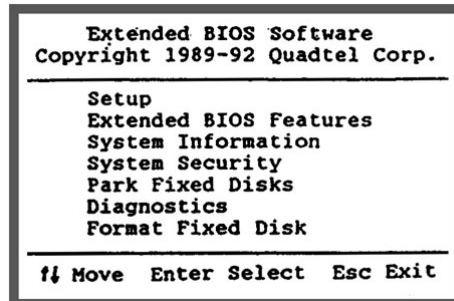 Extended BIOS Software
Copyright 1989-92 Quadtel Corp.
Setup
Extended BIOS Features
System Information
System Security
Park Fixed Disks
Diagnostics
Format Fixed Disk
↑↓ Move Enter Select Esc Exit